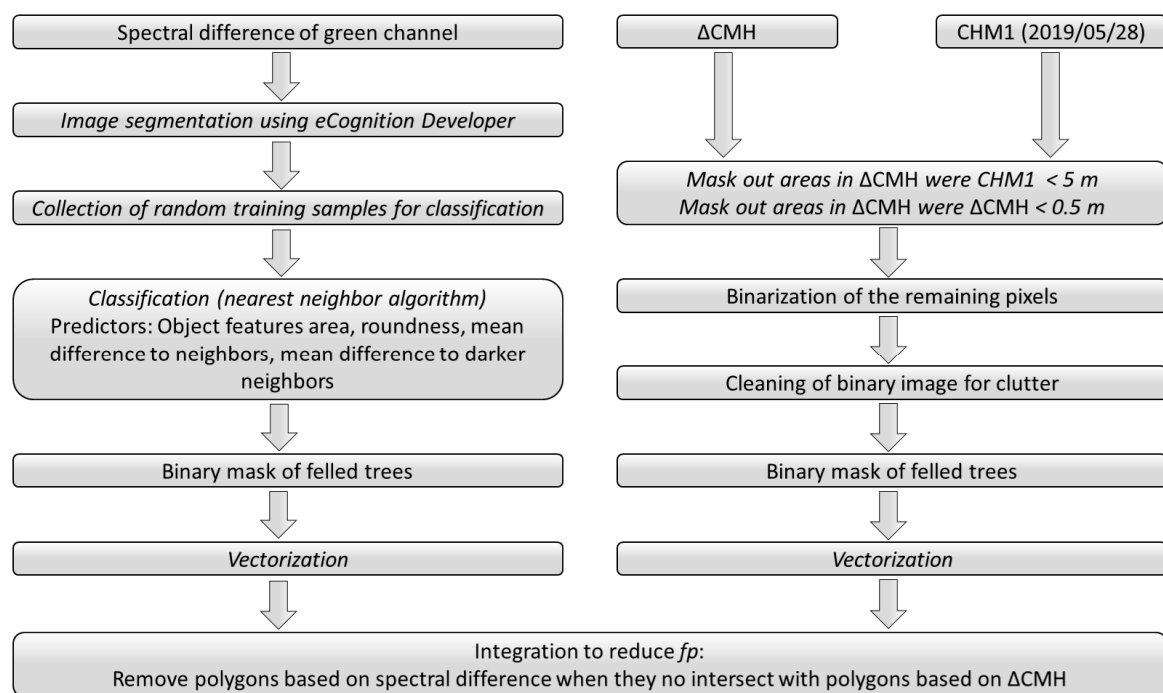 Spectral difference of green channel
Image segmentation using eCognition Developer
Collection of random training samples for classification
Classification (nearest neighbor algorithm)
Predictors: Object features area, roundness, mean
difference to neighbors, mean difference to darker
neighbors
Binary mask of felled trees
Vectorization
ΔCMH
CHM1 (2019/05/28)
Mask out areas in ΔCMH were CHM1 < 5 m
Mask out areas in ΔCMH were ΔCMH < 0.5 m
Binarization of the remaining pixels
Cleaning of binary image for clutter
Binary mask of felled trees
Vectorization
Integration to reduce fp:
Remove polygons based on spectral difference when they no intersect with polygons based on ΔCMH